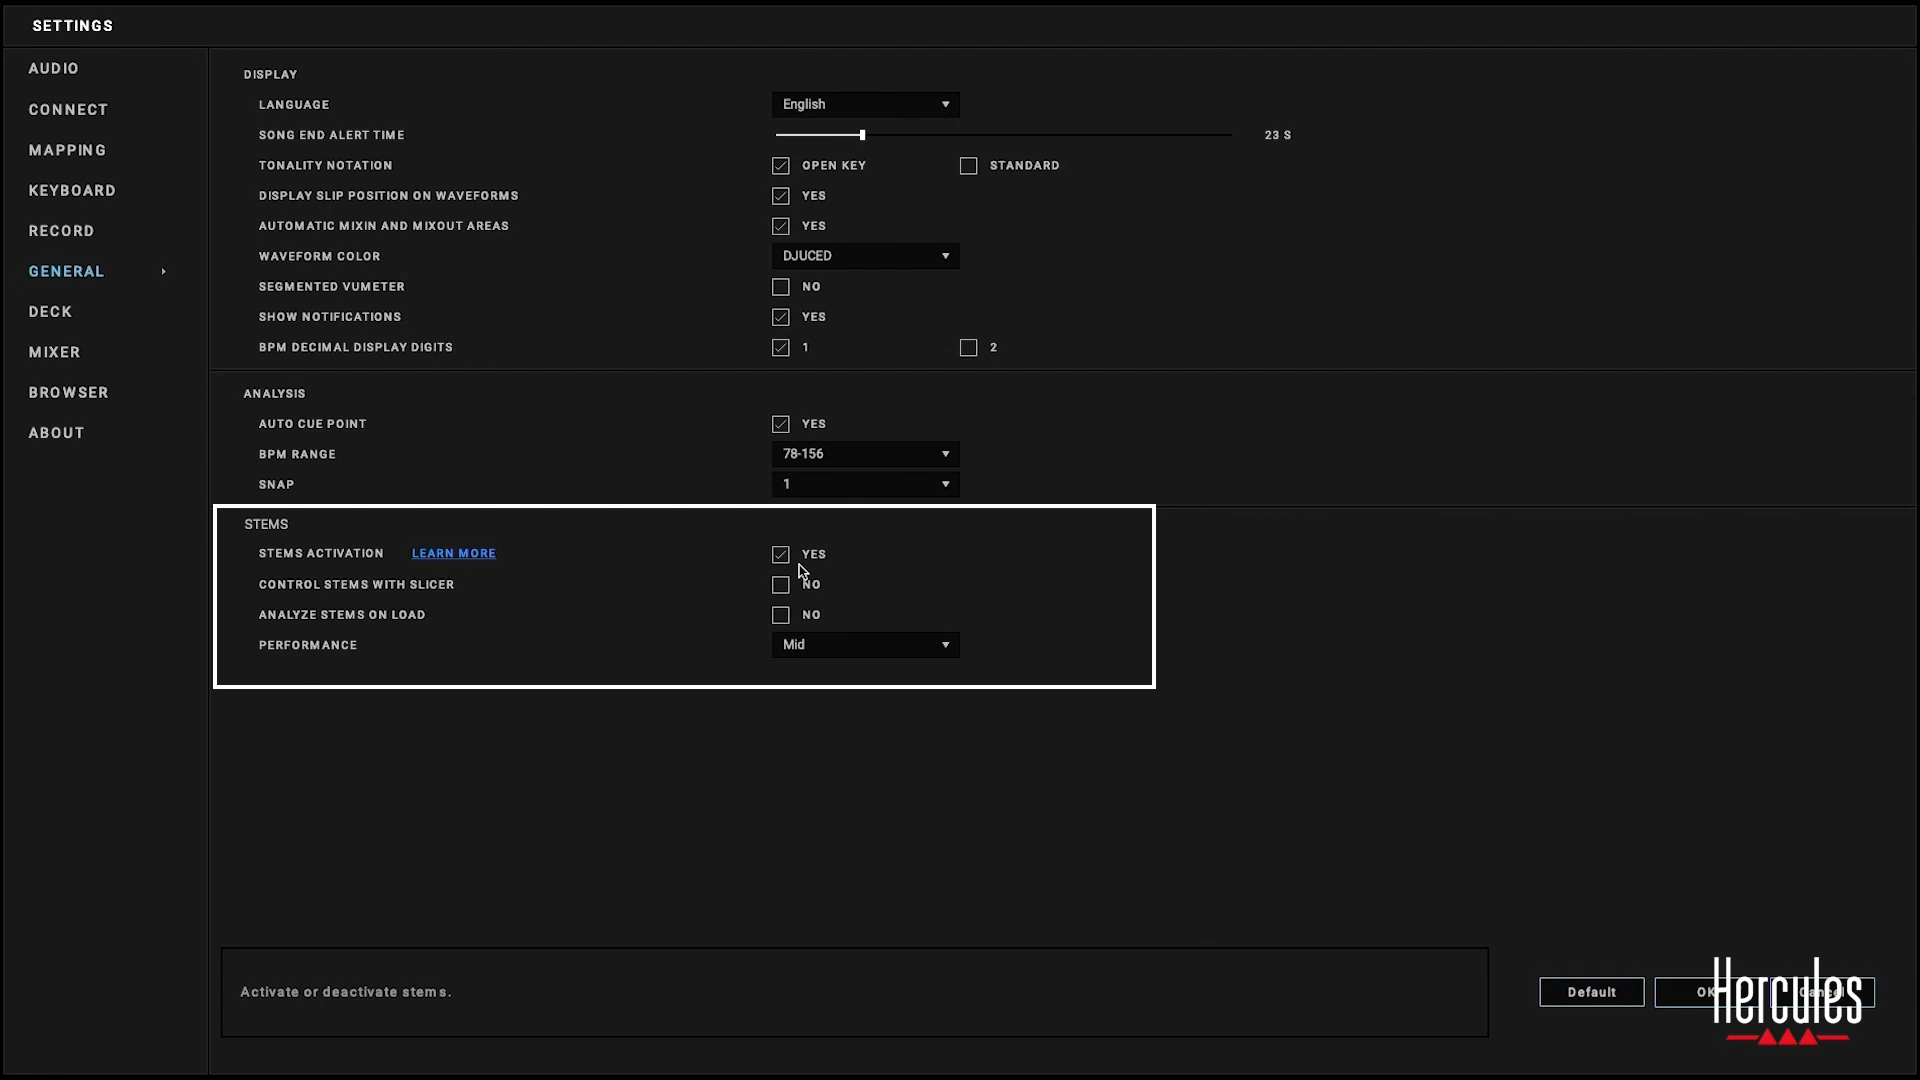 SETTINGS
AUDIO
CONNECT
MAPPING
KEYBOARD
RECORD
GENERAL
DECK
MIXER
BROWSER
ABOUT
DISPLAY
LANGUAGE English
SONG END ALERT TIME 23 S
TONALITY NOTATION OPEN KEY STANDARD
DISPLAY SLIP POSITION ON WAVEFORMS YES
AUTOMATIC MIXIN AND MIXOUT AREAS YES
WAVEFORM COLOR DJUCED
SEGMENTED VUMETER NO
SHOW NOTIFICATIONS YES
BPM DECIMAL DISPLAY DIGITS 1 2
ANALYSIS
AUTO CUE POINT YES
BPM RANGE 78-156
SNAP 1
STEMS
STEMS ACTIVATION LEARN MORE YES
CONTROL STEMS WITH SLICER NO
ANALYZE STEMS ON LOAD NO
PERFORMANCE Mid
Activate or deactivate stems.
Default OK Cancel
Hercules